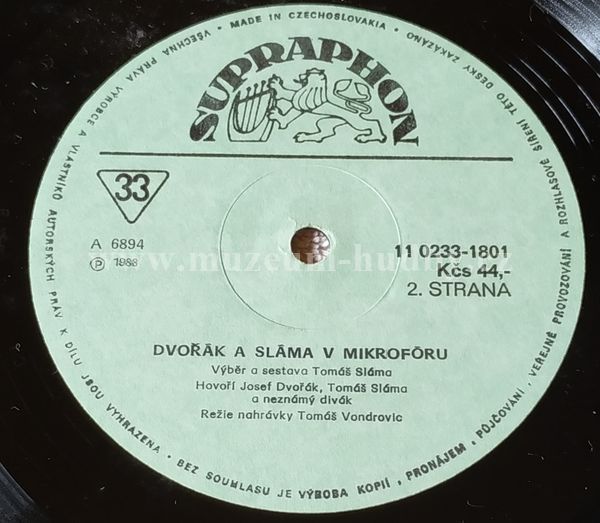 SUPRAPHON
33
A 6894
Ⓟ 1988
11 0233-1801
Kčs 44,-
2. STRANA
DVOŘÁK A SLÁMA V MIKROFÓRU
Výběr a sestava Tomáš Sláma
Hovoří Josef Dvořák, Tomáš Sláma
a neznámý divák
Režie nahrávky Tomáš Vondrovic
• MADE IN CZECHOSLOVAKIA • VŠECHNA PRÁVA VÝROBCE A VLASTNÍKŮ AUTORSKÝCH PRÁV K DÍLU JSOU VYHRAZENA • BEZ SOUHLASU JE VÝROBA KOPIÍ, PRONÁJEM, PŮJČOVÁNÍ, VEŘEJNÉ PROVOZOVÁNÍ A ROZHLASOVÉ ŠÍŘENÍ TÉTO DESKY ZAKÁZÁNO